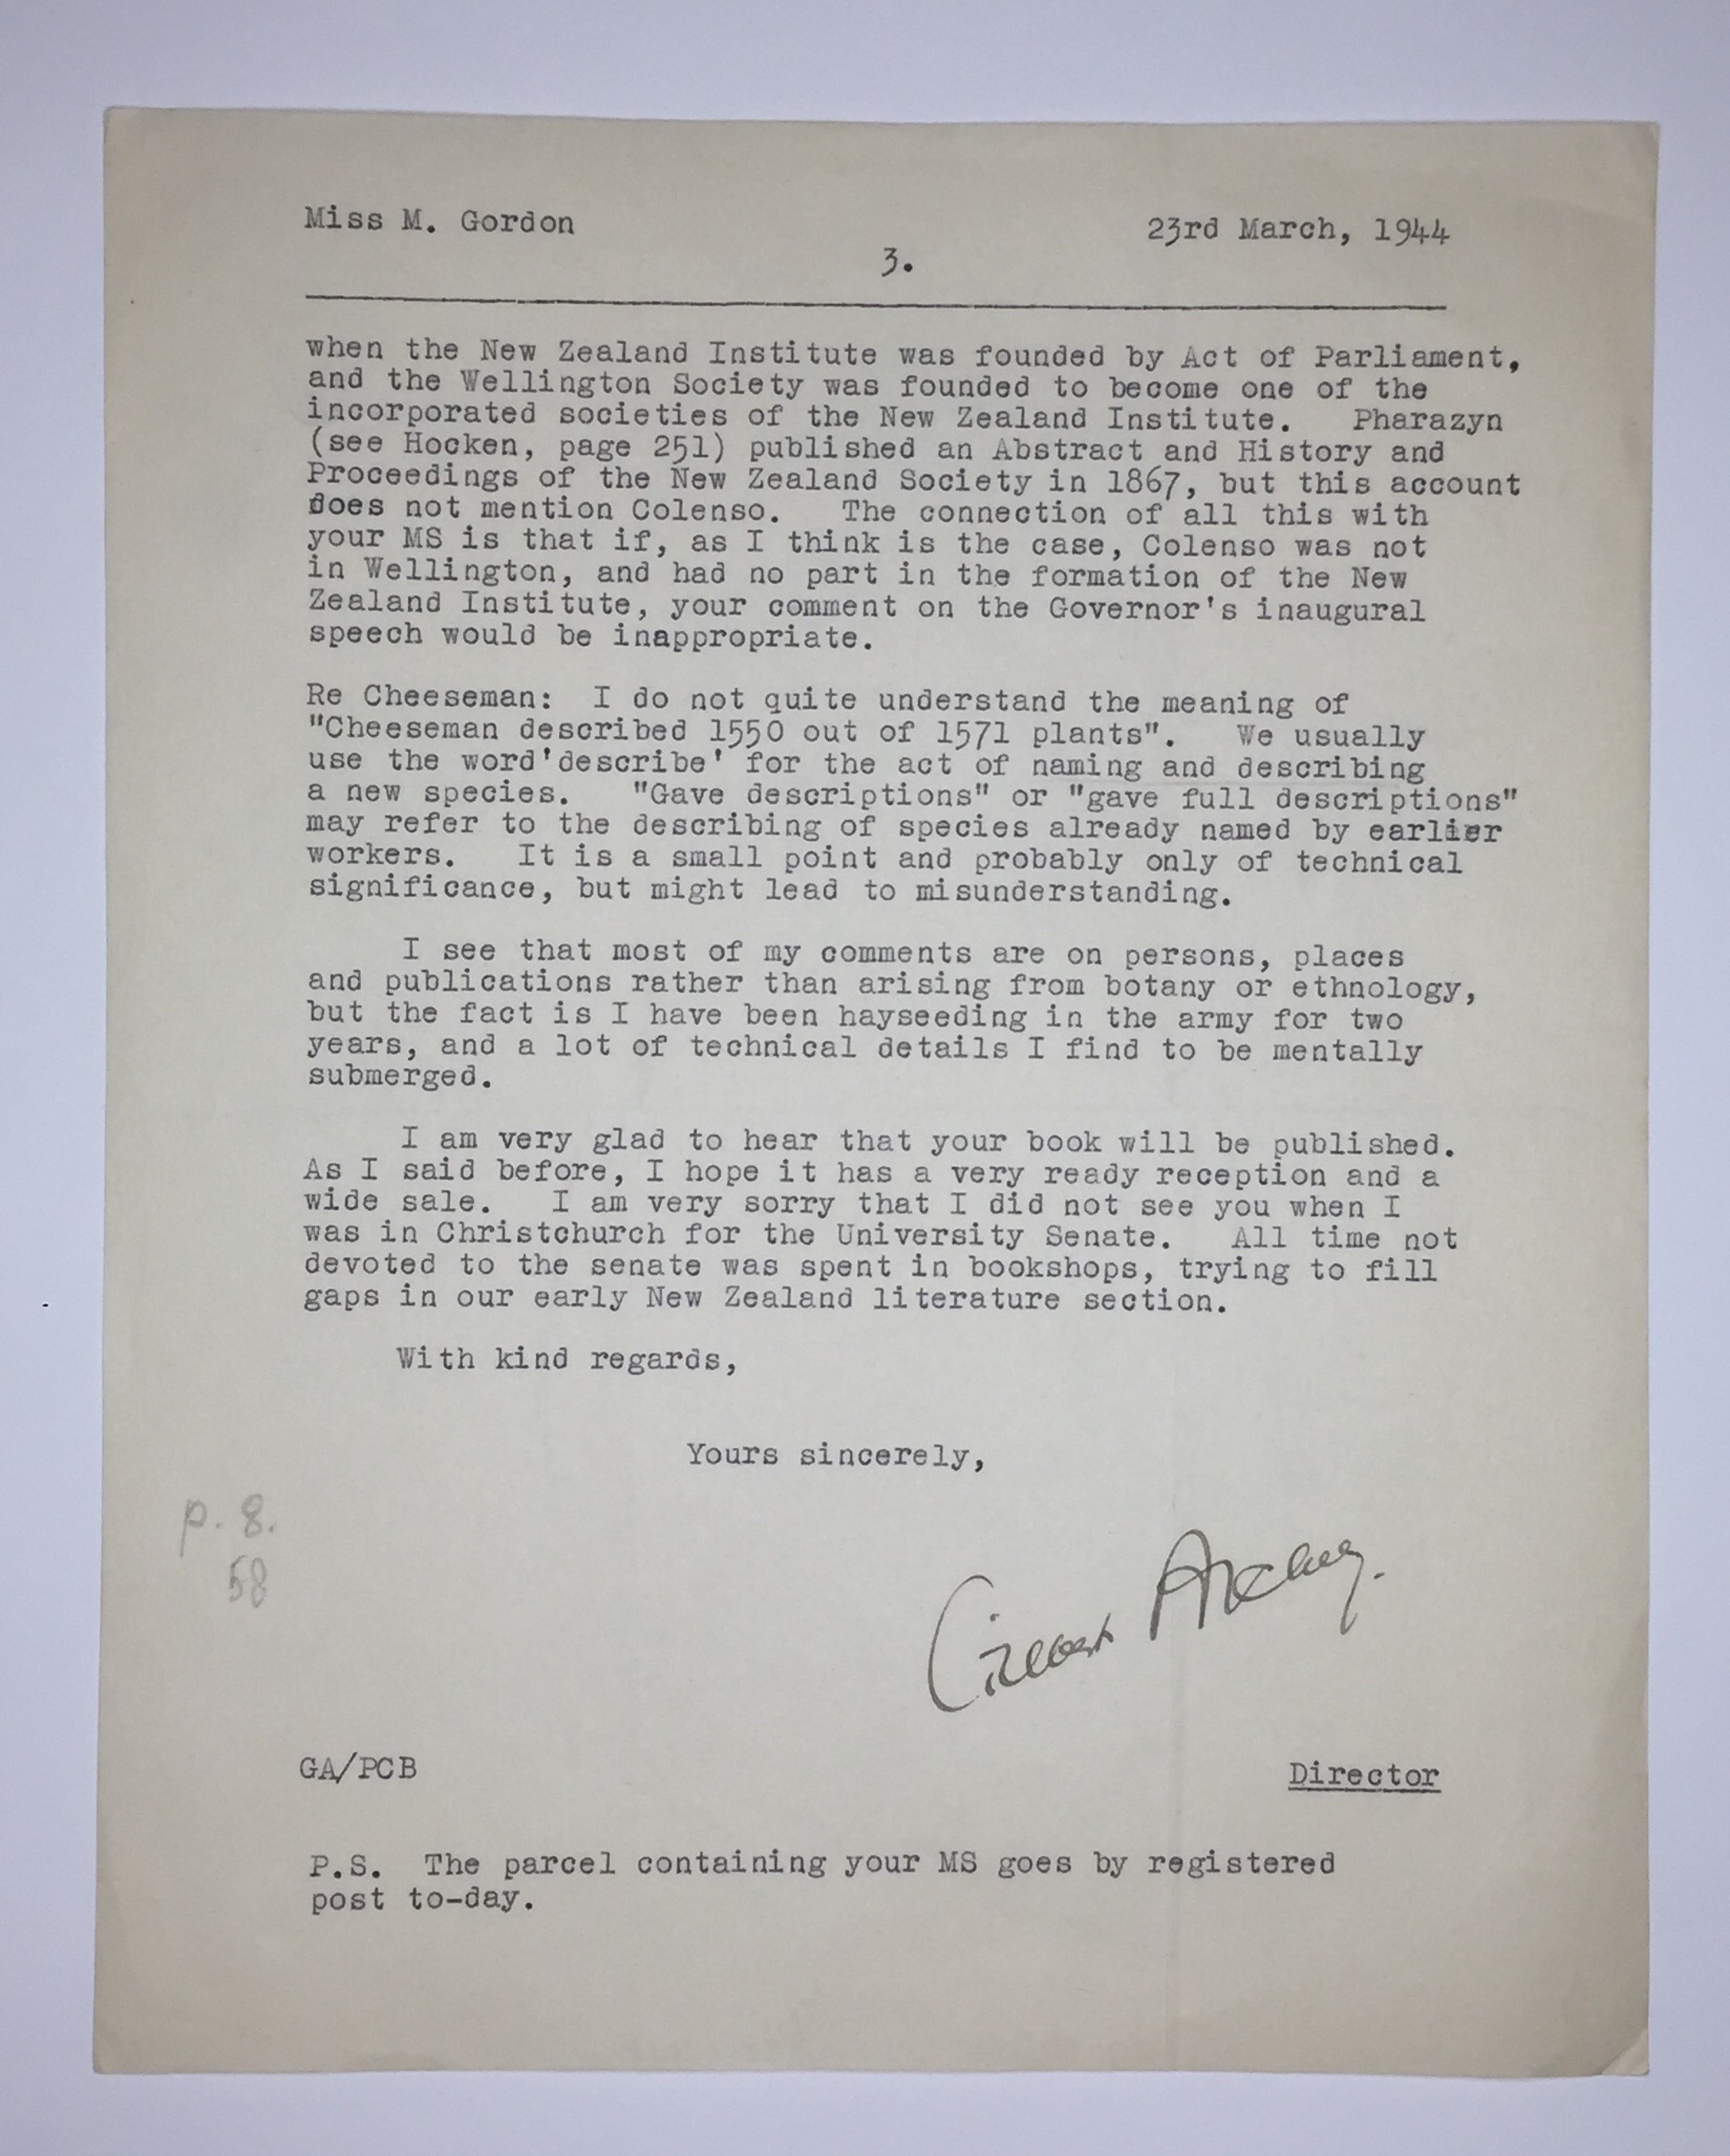 Miss M. Gordon 23rd March, 1944
3.
when the New Zealand Institute was founded by Act of Parliament,
and the Wellington Society was founded to become one of the
incorporated societies of the New Zealand Institute. Pharazyn
(see Hocken, page 251) published an Abstract and History and
Proceedings of the New Zealand Society in 1867, but this account
does not mention Colenso. The connection of all this with
your MS is that if, as I think is the case, Colenso was not
in Wellington, and had no part in the formation of the New
Zealand Institute, your comment on the Governor's inaugural
speech would be inappropriate.
Re Cheeseman: I do not quite understand the meaning of
"Cheeseman described 1550 out of 1571 plants". We usually
use the word'describe' for the act of naming and describing
a new species. "Gave descriptions" or "gave full descriptions"
may refer to the describing of species already named by earlier
workers. It is a small point and probably only of technical
significance, but might lead to misunderstanding.
I see that most of my comments are on persons, places
and publications rather than arising from botany or ethnology,
but the fact is I have been hayseeding in the army for two
years, and a lot of technical details I find to be mentally
submerged.
I am very glad to hear that your book will be published.
As I said before, I hope it has a very ready reception and a
wide sale. I am very sorry that I did not see you when I
was in Christchurch for the University Senate. All time not
devoted to the senate was spent in bookshops, trying to fill
gaps in our early New Zealand literature section.
With kind regards,
Yours sincerely,
p. 8.
58
Gilbert Archey.
GA/PCB Director
P.S. The parcel containing your MS goes by registered
post to-day.